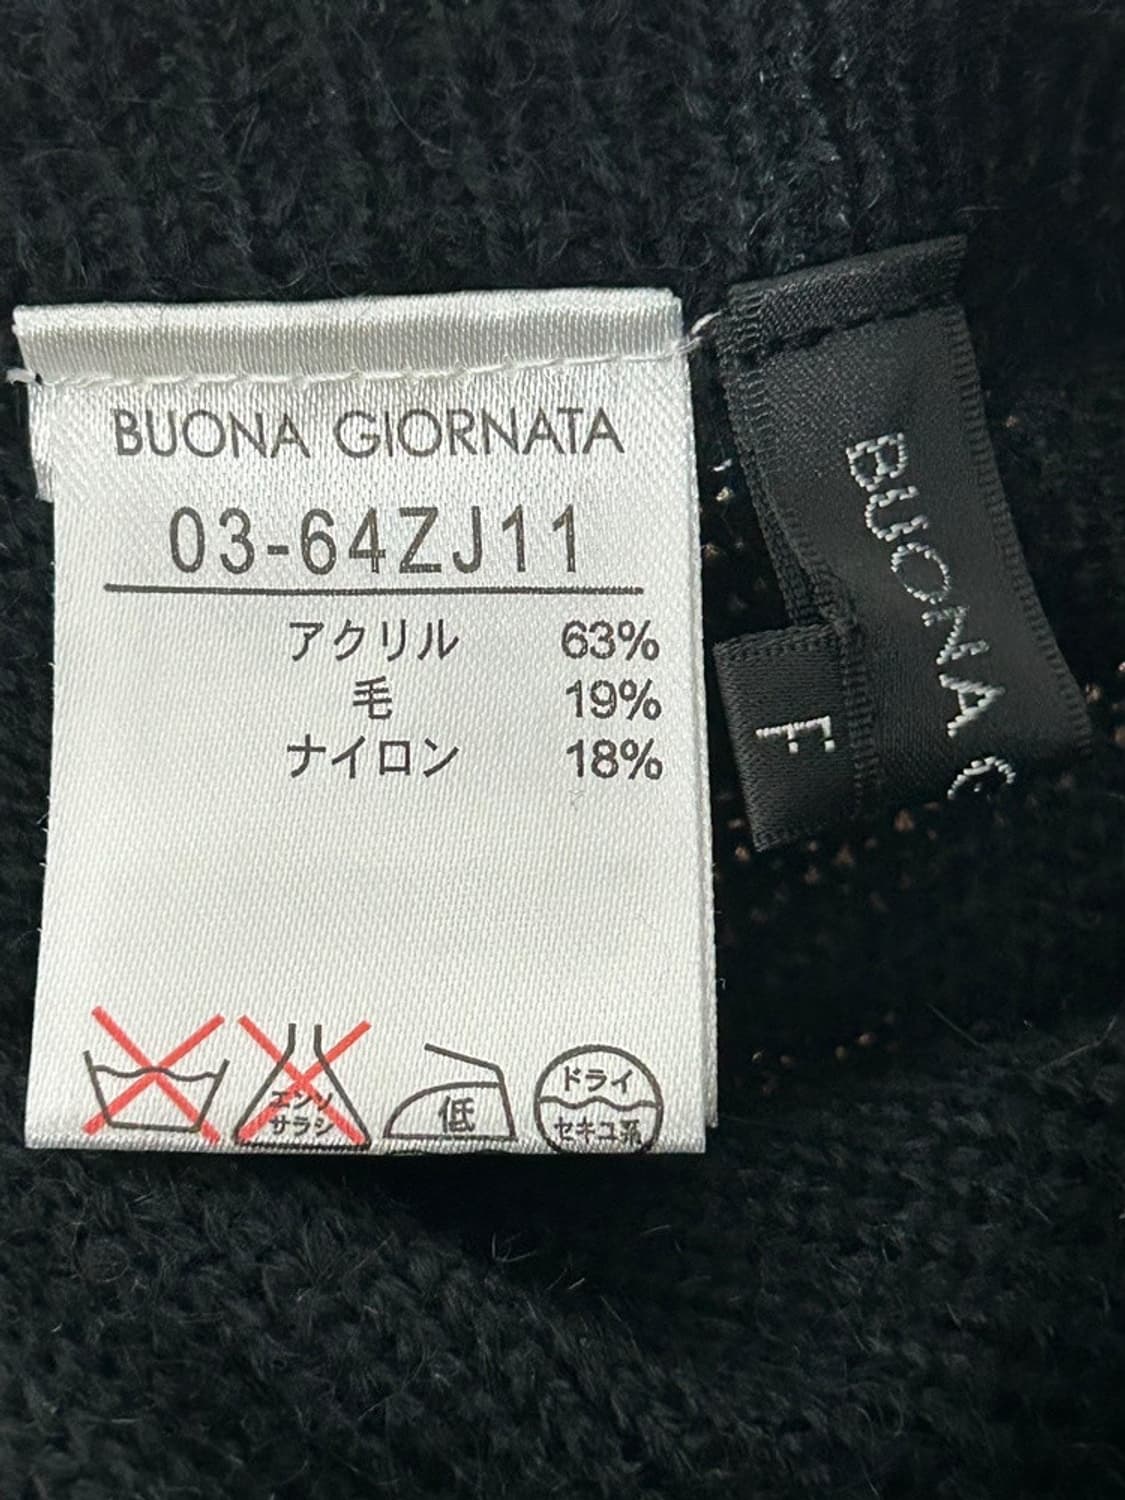 BUONA GIORNATA
03-64ZJ11
アクリル 63%
毛 19%
ナイロン 18%
エンソ
サラシ
低
ドライ
セキユ系
BUONA G
F